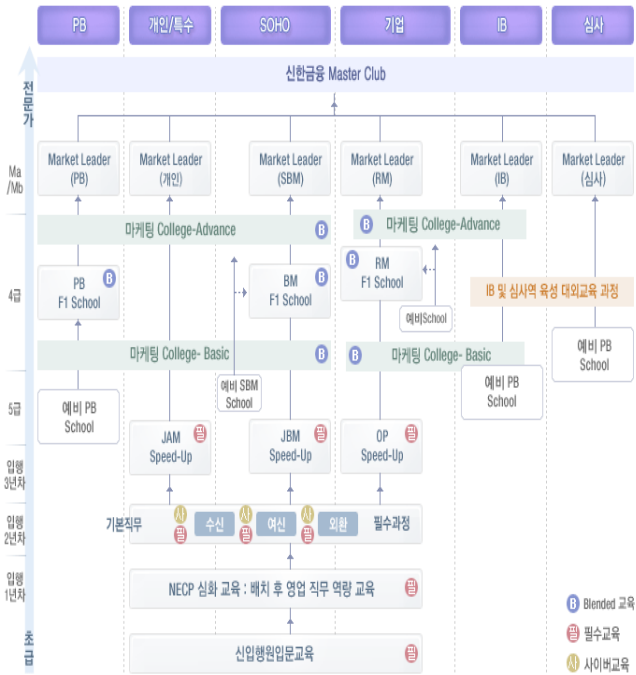 PB
개인/특수
SOHO
기업
IB
심사
전문가
신한금융 Master Club
Ma
/Mb
Market Leader
(PB)
Market Leader
(개인)
Market Leader
(SBM)
Market Leader
(RM)
Market Leader
(IB)
Market Leader
(심사)
마케팅 College-Advance
B
B
마케팅 College-Advance
4급
PB
F1 School
B
BM
F1 School
B
B
RM
F1 School
IB 및 심사역 육성 대외교육 과정
예비School
예비 PB
School
마케팅 College- Basic
B
B
마케팅 College- Basic
5급
예비 PB
School
예비 SBM
School
예비 PB
School
입행
3년차
JAM
Speed-Up
필
JBM
Speed-Up
필
OP
Speed-Up
필
입행
2년차
기본직무
사
필
수신
사
필
여신
사
필
외환
필수과정
입행
1년차
NECP 심화 교육 : 배치 후 영업 직무 역량 교육
필
초급
신입행원입문교육
필
B Blended 교육
필 필수교육
사 사이버교육